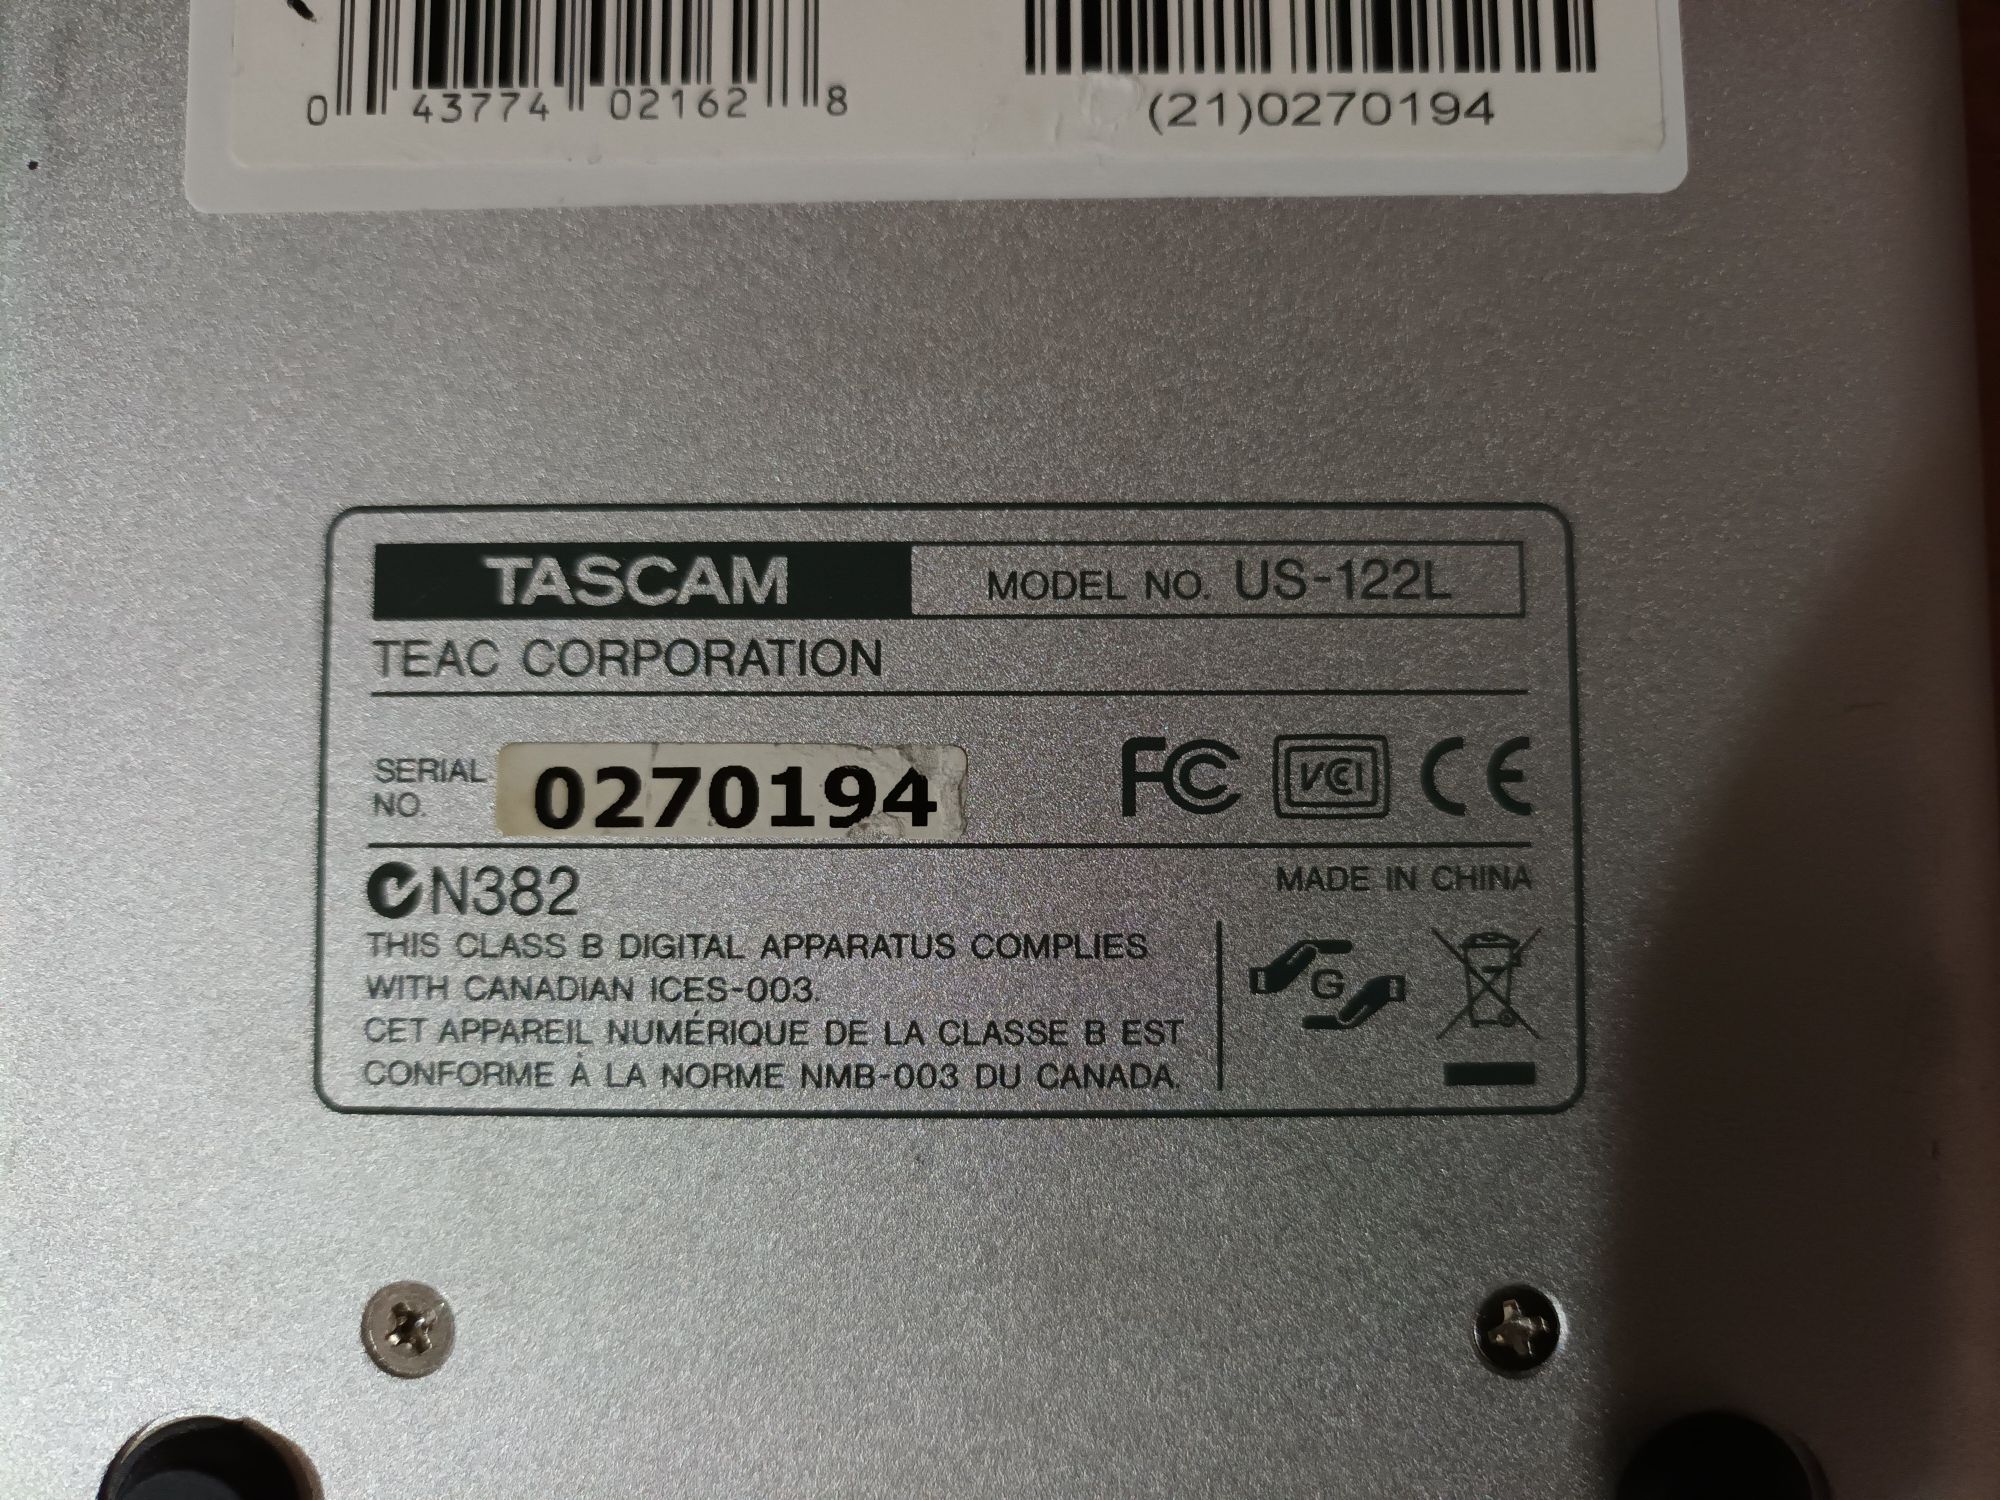 0 43774 02162 8
(21)0270194
TASCAM MODEL NO. US-122L
TEAC CORPORATION
SERIAL NO. 0270194
FC VCI CE
N382
MADE IN CHINA
THIS CLASS B DIGITAL APPARATUS COMPLIES
WITH CANADIAN ICES-003.
CET APPAREIL NUMÉRIQUE DE LA CLASSE B EST
CONFORME À LA NORME NMB-003 DU CANADA.
G